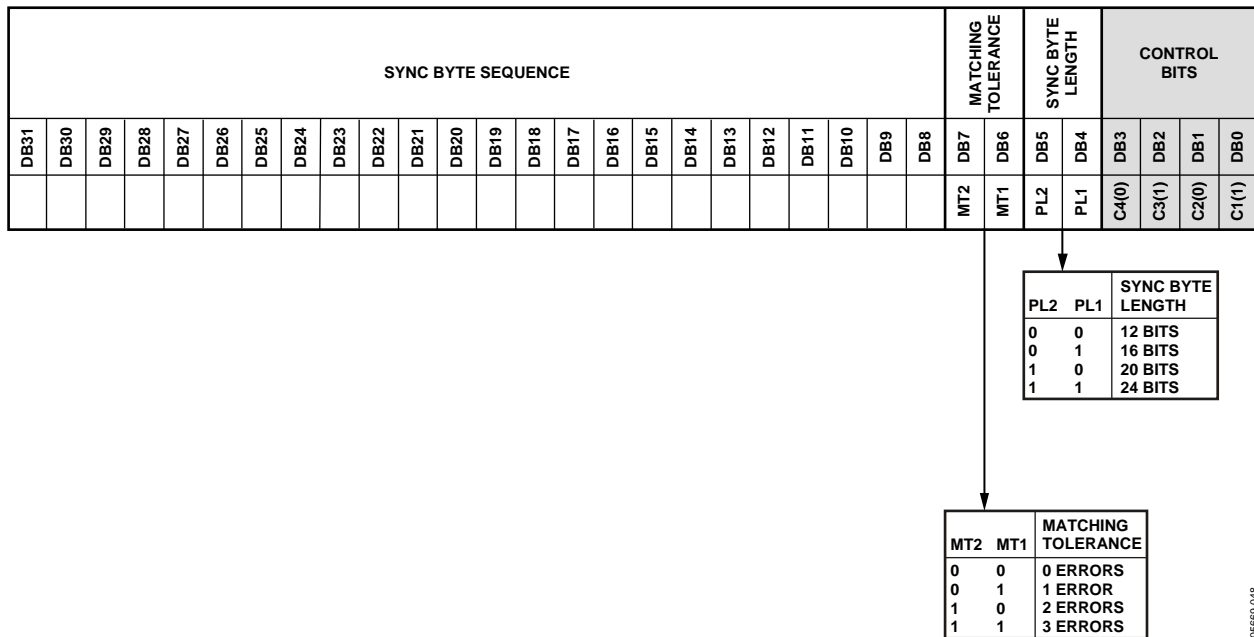 SYNC BYTE SEQUENCE
MATCHING
TOLERANCE
SYNC BYTE
LENGTH
CONTROL
BITS
DB31 DB30 DB29 DB28 DB27 DB26 DB25 DB24 DB23 DB22 DB21 DB20 DB19 DB18 DB17 DB16 DB15 DB14 DB13 DB12 DB11 DB10 DB9 DB8 DB7 DB6 DB5 DB4 DB3 DB2 DB1 DB0
MT2 MT1 PL2 PL1 C4(0) C3(1) C2(0) C1(1)
PL2 PL1 SYNC BYTE
LENGTH
0 0 12 BITS
0 1 16 BITS
1 0 20 BITS
1 1 24 BITS
MT2 MT1 MATCHING
TOLERANCE
0 0 0 ERRORS
0 1 1 ERROR
1 0 2 ERRORS
1 1 3 ERRORS